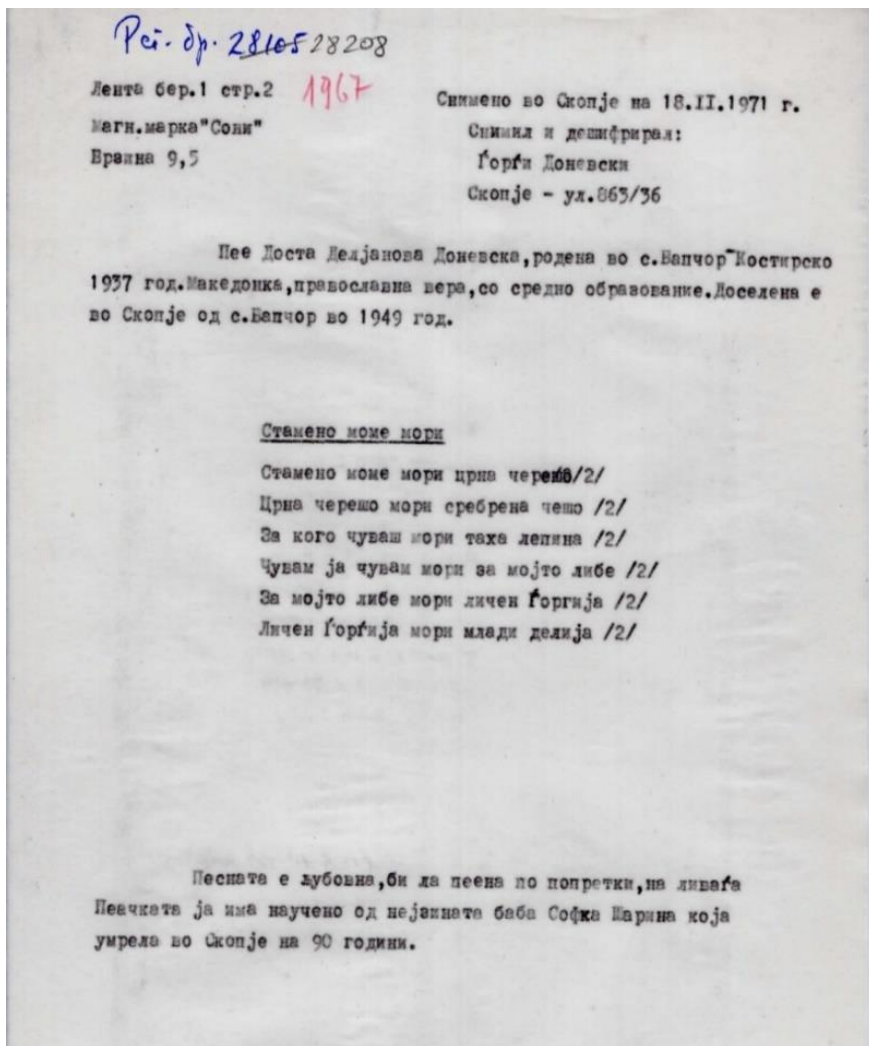 Рег. бр. 28105 28208
Лента бер.1 стр.2 1967
Снимено во Скопје на 18.II.1971 г.
Магн.марка"Сони"
Снимил и дешифрирал:
Брзина 9,5
Ѓорѓи Доневски
Скопје - ул.863/36
Пее Доста Делјанова Доневска,родена во с.Вапчор-Костирско
1937 год.Македонка,православна вера,со средно образование.Доселена е
во Скопје од с.Вапчор во 1949 год.
Стамено моме мори
Стамено моме мори црна черешо/2/
Црна черешо мори сребрена чешо /2/
За кого чуваш мори таха лепина /2/
Чувам ја чувам мори за мојто либе /2/
За мојто либе мори личен Ѓоргија /2/
Личен Ѓорѓија мори млади делија /2/
Песната е љубовна,би ла пеена по попретки,на ливаѓа
Пеачката ја има научено од нејзината баба Софка Шарина која
умрела во Скопје на 90 години.